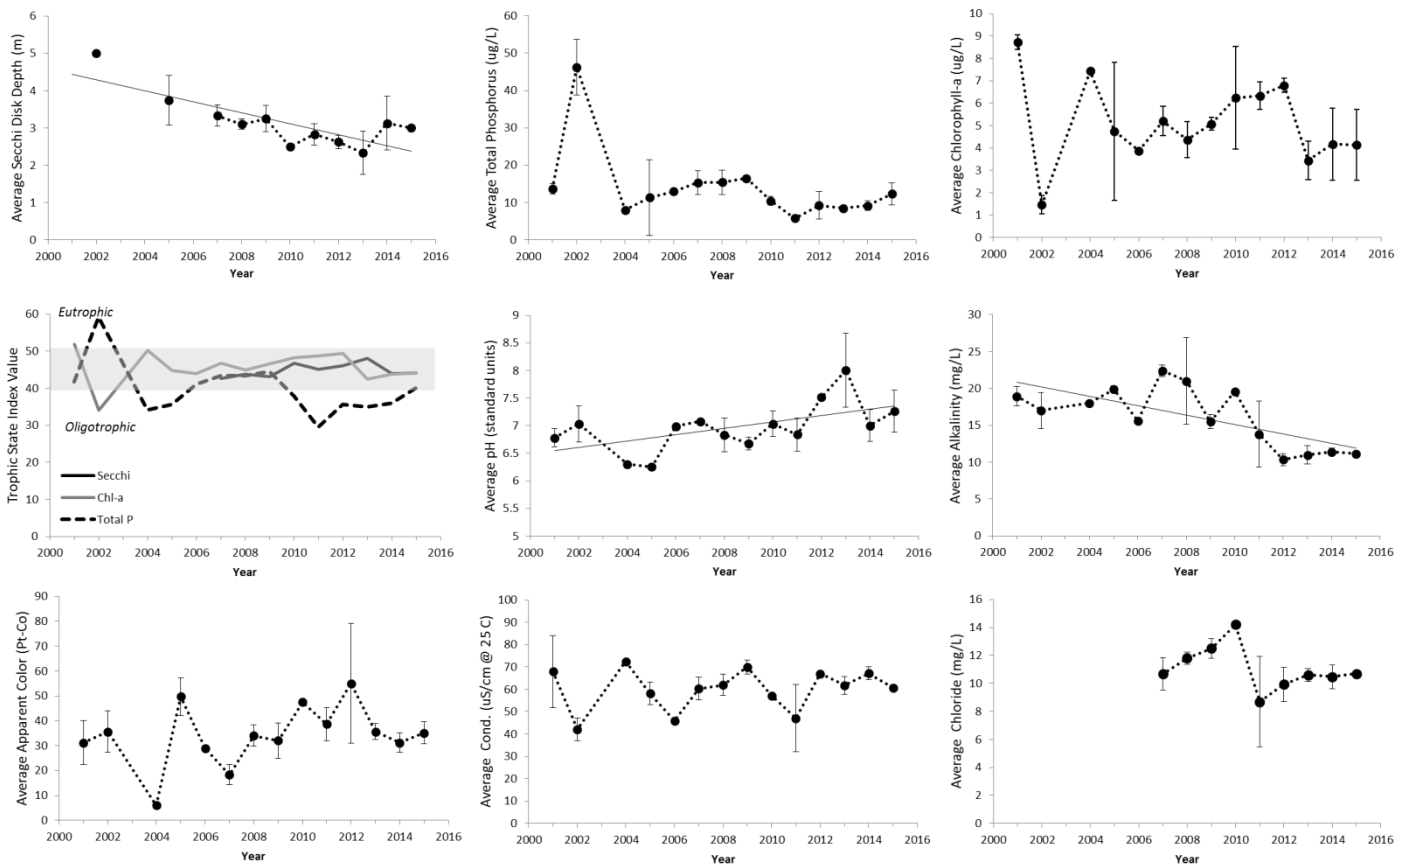 Average Secchi Disk Depth (m)
6
5
4
3
2
1
0
2000 2002 2004 2006 2008 2010 2012 2014 2016
Year
Average Total Phosphorus (ug/L)
60
50
40
30
20
10
0
2000 2002 2004 2006 2008 2010 2012 2014 2016
Year
Average Chlorophyll-a (ug/L)
10
9
8
7
6
5
4
3
2
1
0
2000 2002 2004 2006 2008 2010 2012 2014 2016
Year
Trophic State Index Value
60
50
40
30
20
10
0
Eutrophic
Oligotrophic
Secchi
Chl-a
Total P
2000 2002 2004 2006 2008 2010 2012 2014 2016
Year
Average pH (standard units)
9
8.5
8
7.5
7
6.5
6
5.5
5
2000 2002 2004 2006 2008 2010 2012 2014 2016
Year
Average Alkalinity (mg/L)
30
25
20
15
10
5
0
2000 2002 2004 2006 2008 2010 2012 2014 2016
Year
Average Apparent Color (Pt-Co)
90
80
70
60
50
40
30
20
10
0
2000 2002 2004 2006 2008 2010 2012 2014 2016
Year
Average Cond. (uS/cm @ 25 C)
100
90
80
70
60
50
40
30
20
10
0
2000 2002 2004 2006 2008 2010 2012 2014 2016
Year
Average Chloride (mg/L)
16
14
12
10
8
6
4
2
0
2000 2002 2004 2006 2008 2010 2012 2014 2016
Year